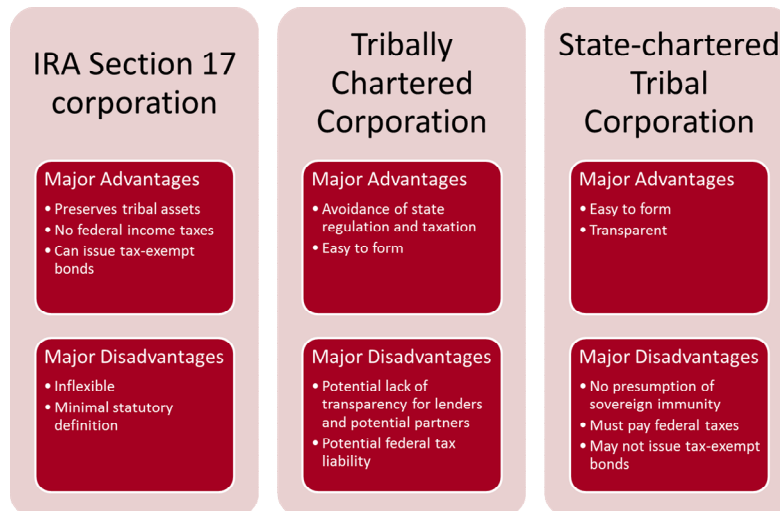 IRA Section 17
corporation
Major Advantages
• Preserves tribal assets
• No federal income taxes
• Can issue tax-exempt
bonds
Major Disadvantages
• Inflexible
• Minimal statutory
definition
Tribally
Chartered
Corporation
Major Advantages
• Avoidance of state
regulation and taxation
• Easy to form
Major Disadvantages
• Potential lack of
transparency for lenders
and potential partners
• Potential federal tax
liability
State-chartered
Tribal
Corporation
Major Advantages
• Easy to form
• Transparent
Major Disadvantages
• No presumption of
sovereign immunity
• Must pay federal taxes
• May not issue tax-exempt
bonds